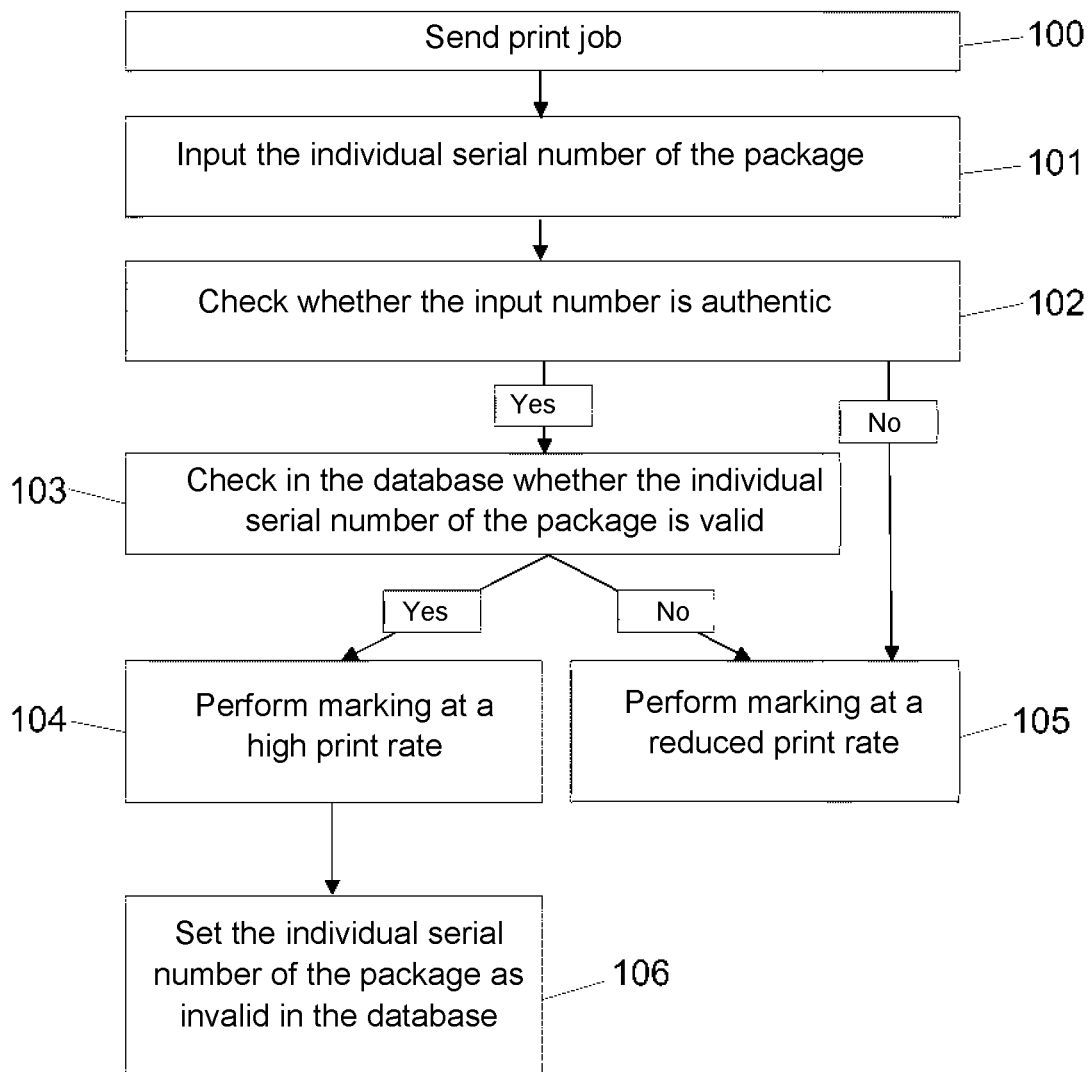 Send print job
100
Input the individual serial number of the package
101
Check whether the input number is authentic
102
Yes
No
103
Check in the database whether the individual
serial number of the package is valid
Yes
No
104
Perform marking at a
high print rate
Perform marking at a
reduced print rate
105
Set the individual serial
number of the package as
invalid in the database
106